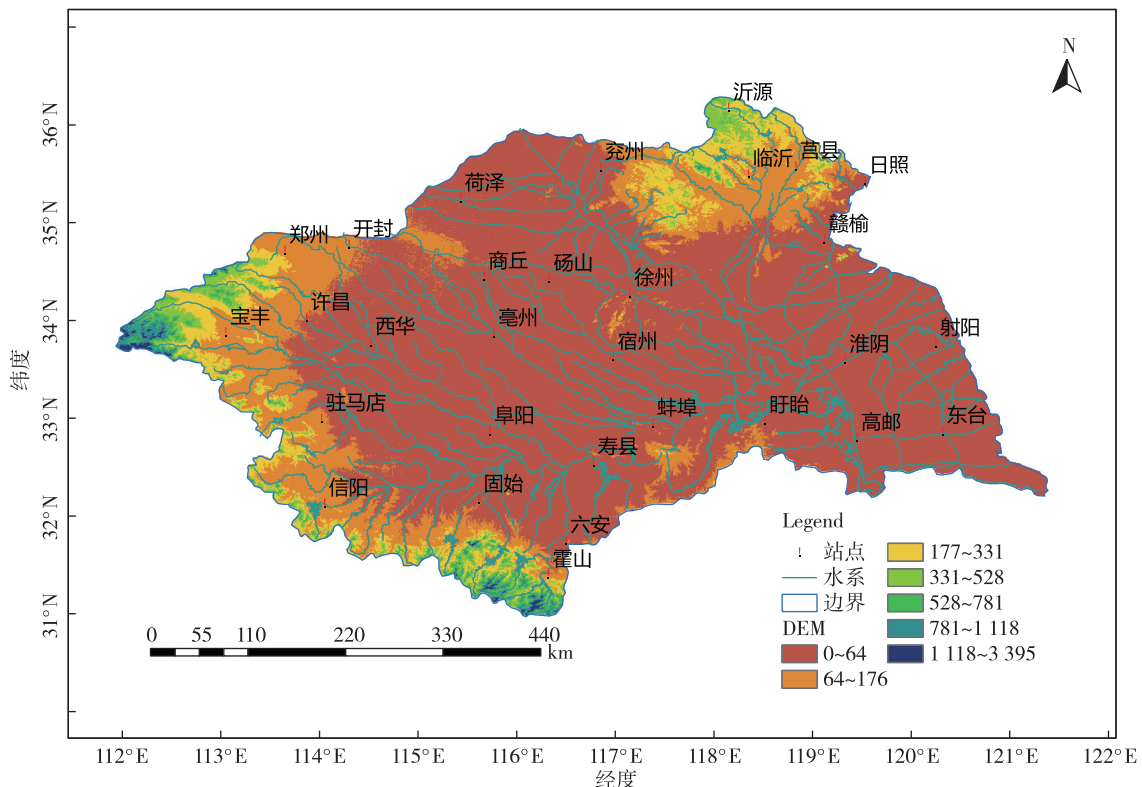 N
沂源
36°N
兖州
临沂
莒县
日照
荷泽
35°N
赣榆
郑州
开封
商丘
砀山
徐州
34°N
宝丰
许昌
西华
亳州
宿州
淮阴
射阳
纬度
33°N
驻马店
阜阳
蚌埠
盱眙
高邮
东台
寿县
信阳
固始
32°N
六安
霍山
31°N
Legend
站点
水系
边界
DEM
0~64
64~176
177~331
331~528
528~781
781~1 118
1 118~3 395
0 55 110 220 330 440
km
112°E 113°E 114°E 115°E 116°E 117°E 118°E 119°E 120°E 121°E 122°E
经度